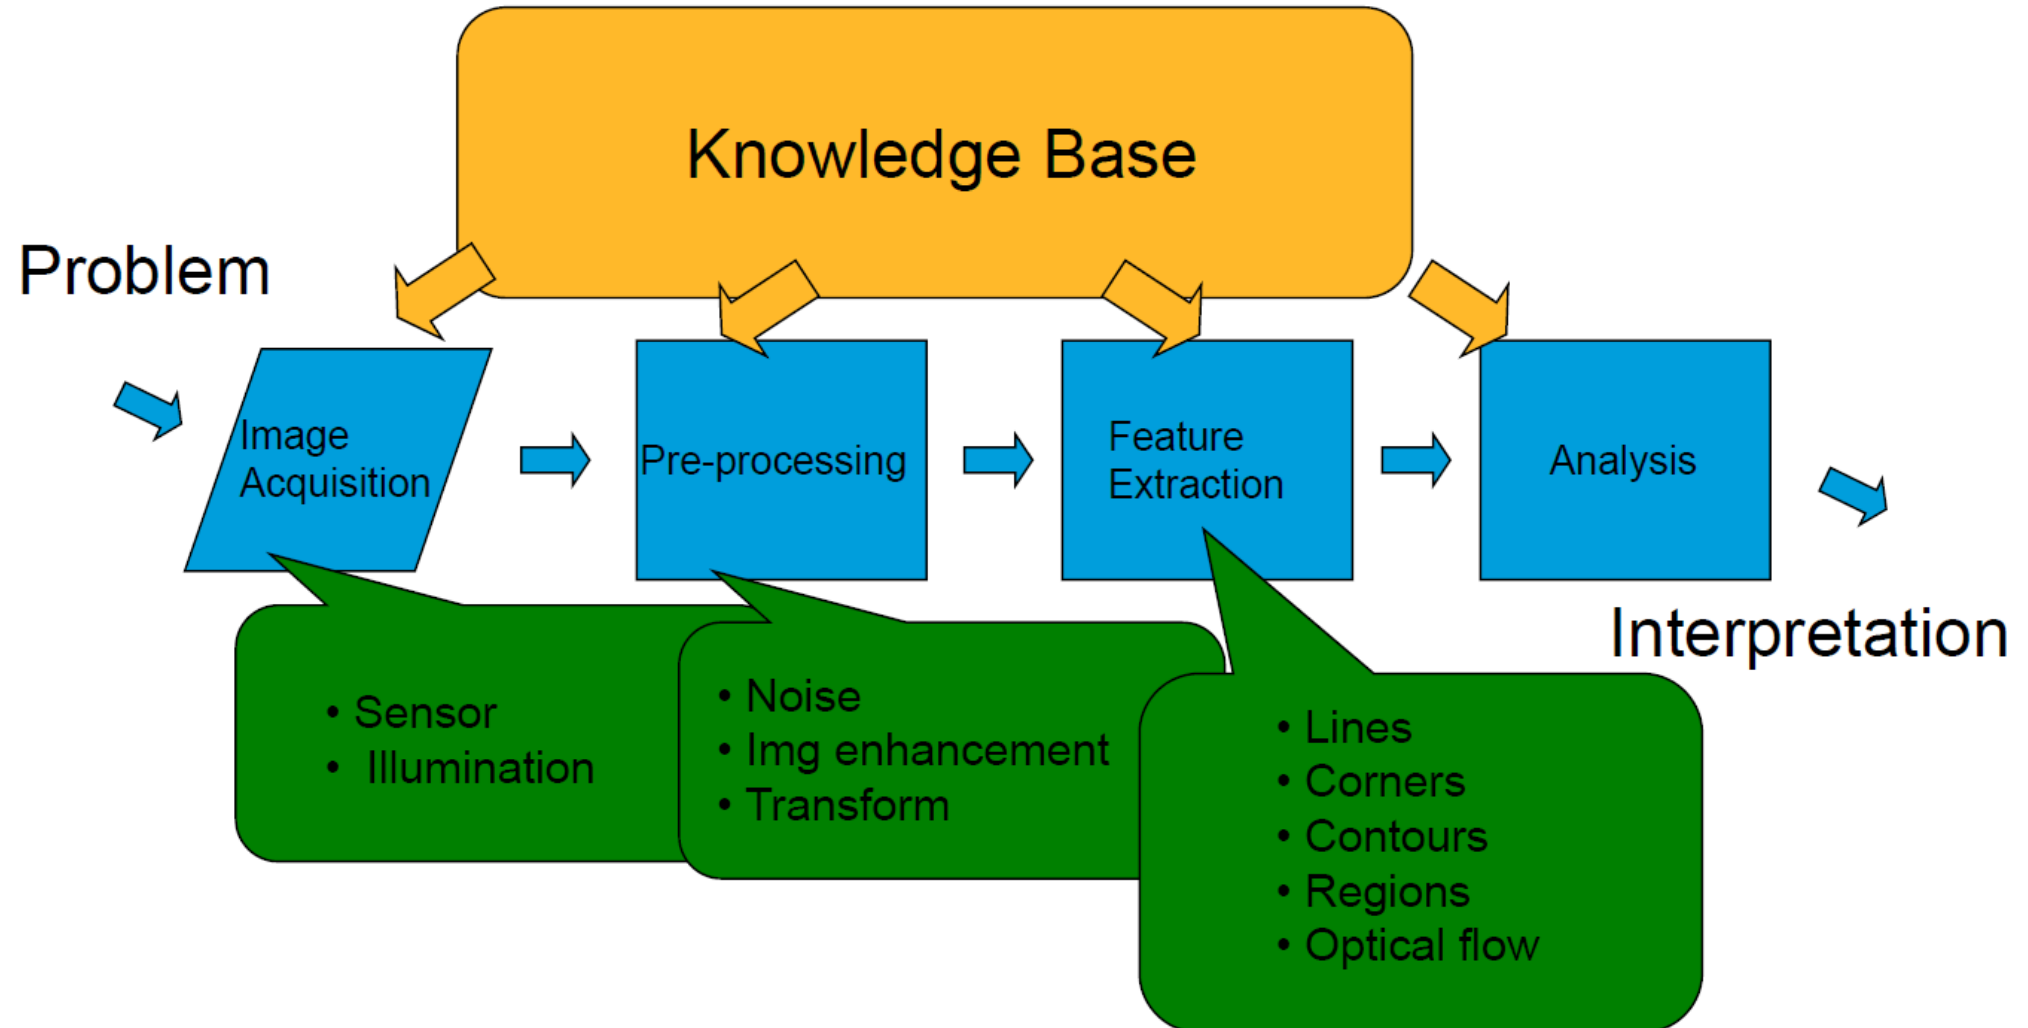 Knowledge Base
Problem
Image
Acquisition
Pre-processing
Feature
Extraction
Analysis
Interpretation
• Sensor
• Illumination
• Noise
• Img enhancement
• Transform
• Lines
• Corners
• Contours
• Regions
• Optical flow